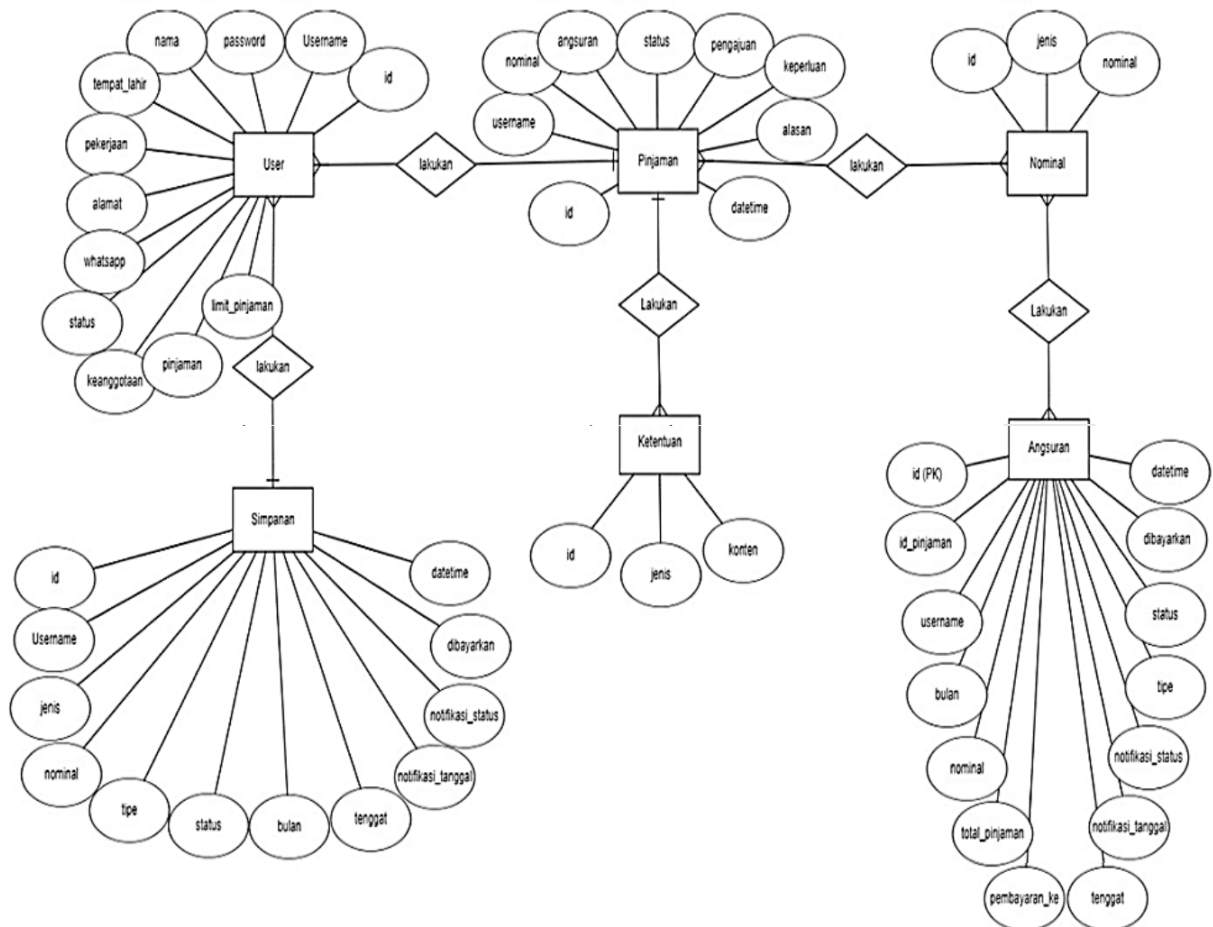 nama
password
Username
id
tempat_lahir
pekerjaan
alamat
whatsapp
status
keanggotaan
pinjaman
limit_pinjaman
User
lakukan
nominal
angsuran
status
pengajuan
keperluan
username
alasan
Pinjaman
id
datetime
lakukan
id
jenis
nominal
Nominal
lakukan
Lakukan
Lakukan
Simpanan
id
Username
jenis
nominal
tipe
status
bulan
tenggat
notifikasi_tanggal
notifikasi_status
dibayarkan
datetime
Ketentuan
id
jenis
konten
Angsuran
id (PK)
id_pinjaman
username
bulan
nominal
total_pinjaman
pembayaran_ke
tenggat
notifikasi_tanggal
notifikasi_status
tipe
status
dibayarkan
datetime